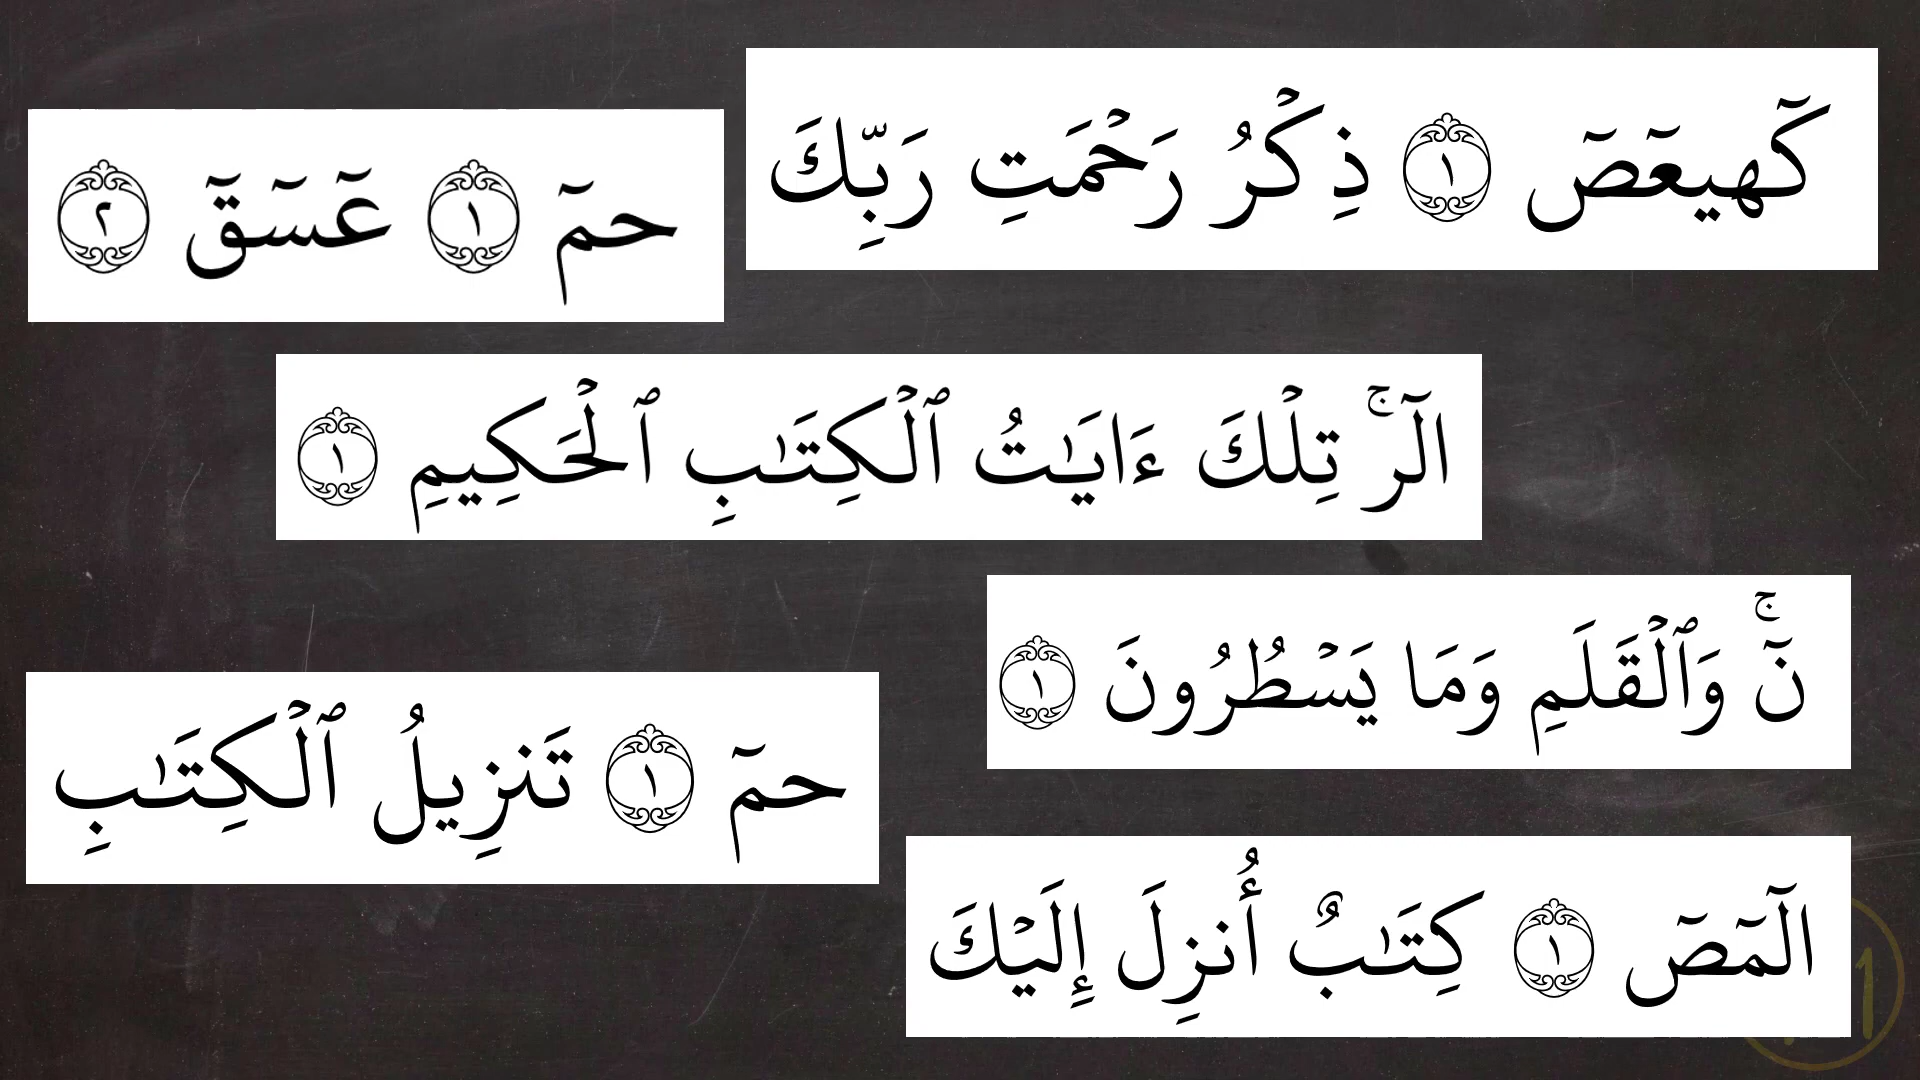 كٓهيعٓصٓ ١ ذِكۡرُ رَحۡمَتِ رَبِّكَ
حمٓ ١ عٓسٓقٓ ٢
الٓرۚ تِلۡكَ ءَايَٰتُ ٱلۡكِتَٰبِ ٱلۡحَكِيمِ ١
نٓۚ وَٱلۡقَلَمِ وَمَا يَسۡطُرُونَ ١
حمٓ ١ تَنزِيلُ ٱلۡكِتَٰبِ
الٓمٓصٓ ١ كِتَٰبٌ أُنزِلَ إِلَيۡكَ